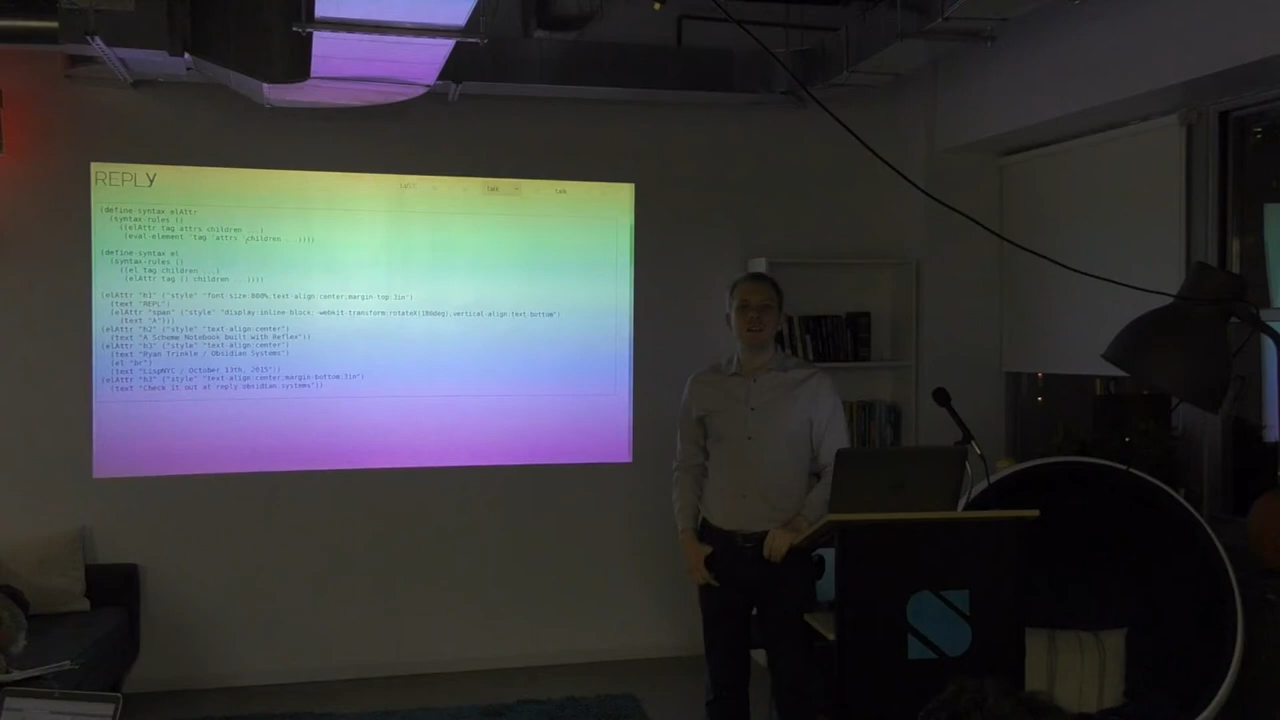 REPLY
talk
talk
(define-syntax elAttr
(syntax-rules ()
((elAttr tag attrs children ...)
(eval-element 'tag 'attrs 'children ...))))
(define-syntax el
(syntax-rules ()
((el tag children ...)
(elAttr tag () children ...))))
(elAttr "h1" ("style" "font-size:800%;text-align:center;margin-top:3in")
(text "REPL")
(elAttr "span" ("style" "display:inline-block;-webkit-transform:rotateX(180deg);vertical-align:text-bottom")
(text "A")))
(elAttr "h2" ("style" "text-align:center")
(text "A Scheme Notebook built with Reflex"))
(elAttr "h3" ("style" "text-align:center")
(text "Ryan Trinkle / Obsidian Systems")
(el "br")
(text "LispNYC / October 13th, 2015"))
(elAttr "h3" ("style" "text-align:center;margin-bottom:3in")
(text "Check it out at reply.obsidian.systems"))
S